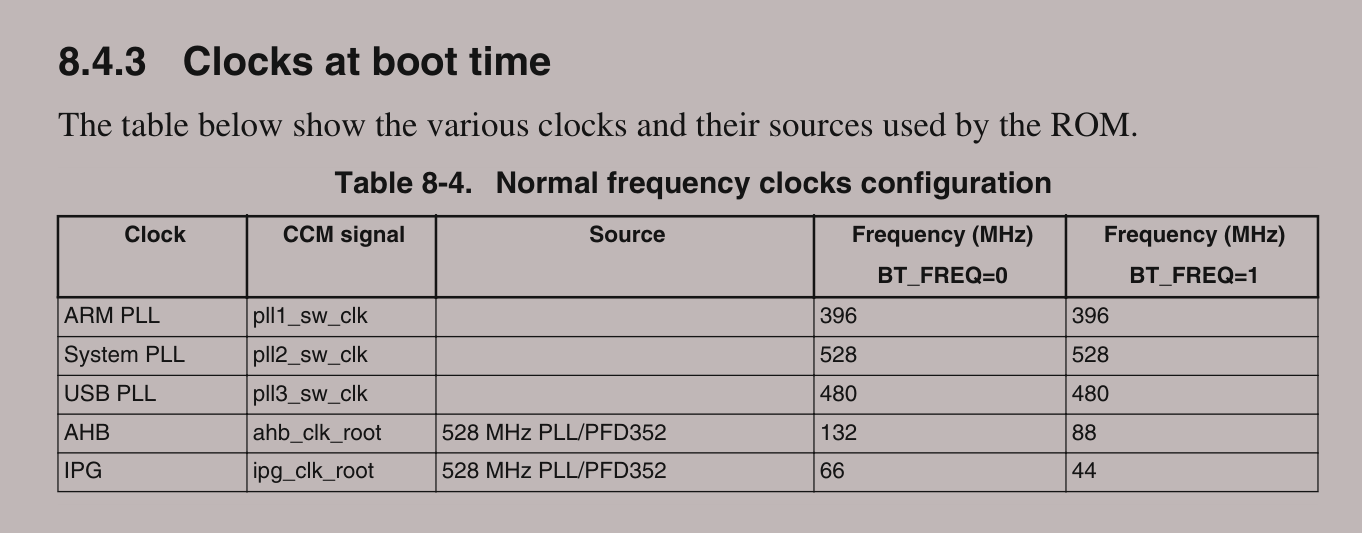 8.4.3 Clocks at boot time
The table below show the various clocks and their sources used by the ROM.
Table 8-4. Normal frequency clocks configuration
Clock CCM signal Source Frequency (MHz) Frequency (MHz)
BT_FREQ=0 BT_FREQ=1
ARM PLL pll1_sw_clk 396 396
System PLL pll2_sw_clk 528 528
USB PLL pll3_sw_clk 480 480
AHB ahb_clk_root 528 MHz PLL/PFD352 132 88
IPG ipg_clk_root 528 MHz PLL/PFD352 66 44